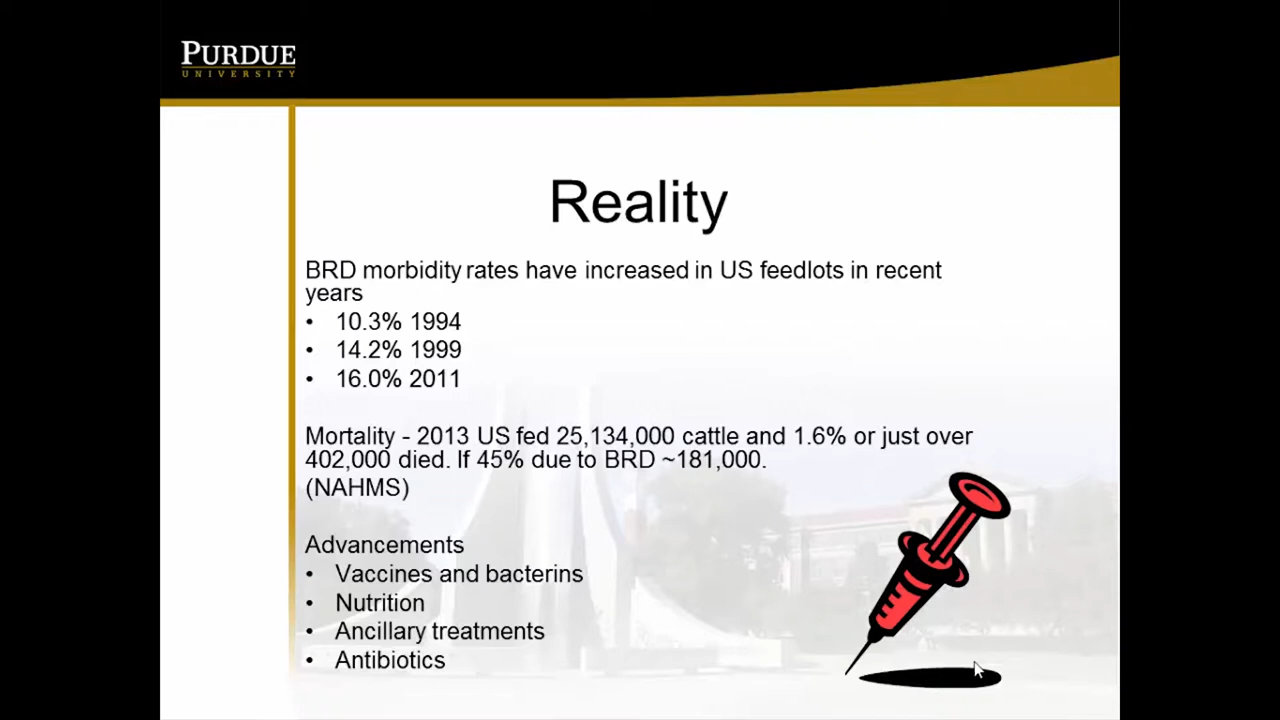 PURDUE
UNIVERSITY
Reality
BRD morbidity rates have increased in US feedlots in recent
years
• 10.3% 1994
• 14.2% 1999
• 16.0% 2011
Mortality - 2013 US fed 25,134,000 cattle and 1.6% or just over
402,000 died. If 45% due to BRD ~181,000.
(NAHMS)
Advancements
• Vaccines and bacterins
• Nutrition
• Ancillary treatments
• Antibiotics